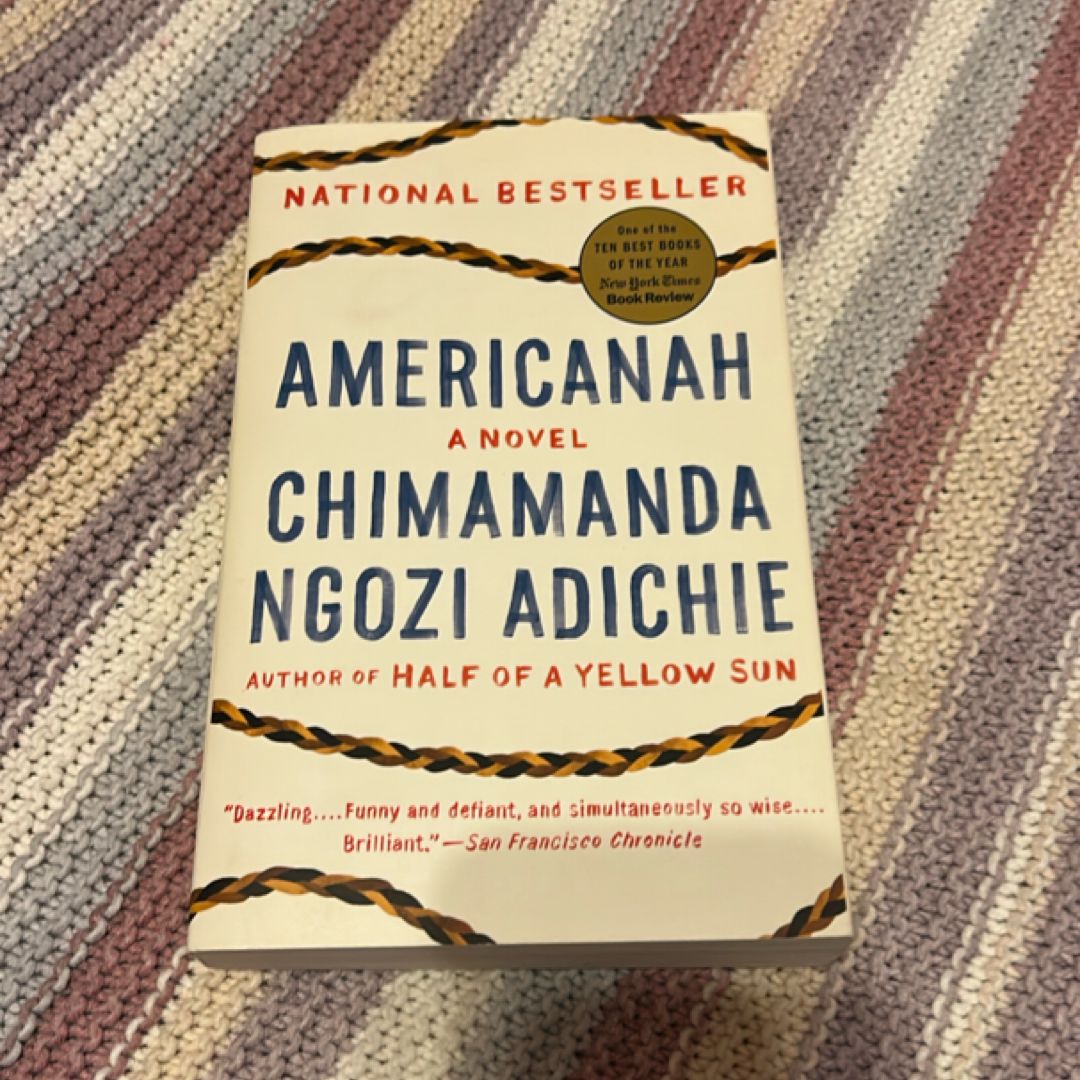 NATIONAL BESTSELLER
One of the
TEN BEST BOOKS
OF THE YEAR
New York Times
Book Review
AMERICANAH
A NOVEL
CHIMAMANDA
NGOZI ADICHIE
AUTHOR OF HALF OF A YELLOW SUN
“Dazzling....Funny and defiant, and simultaneously so wise....
Brilliant.”—San Francisco Chronicle